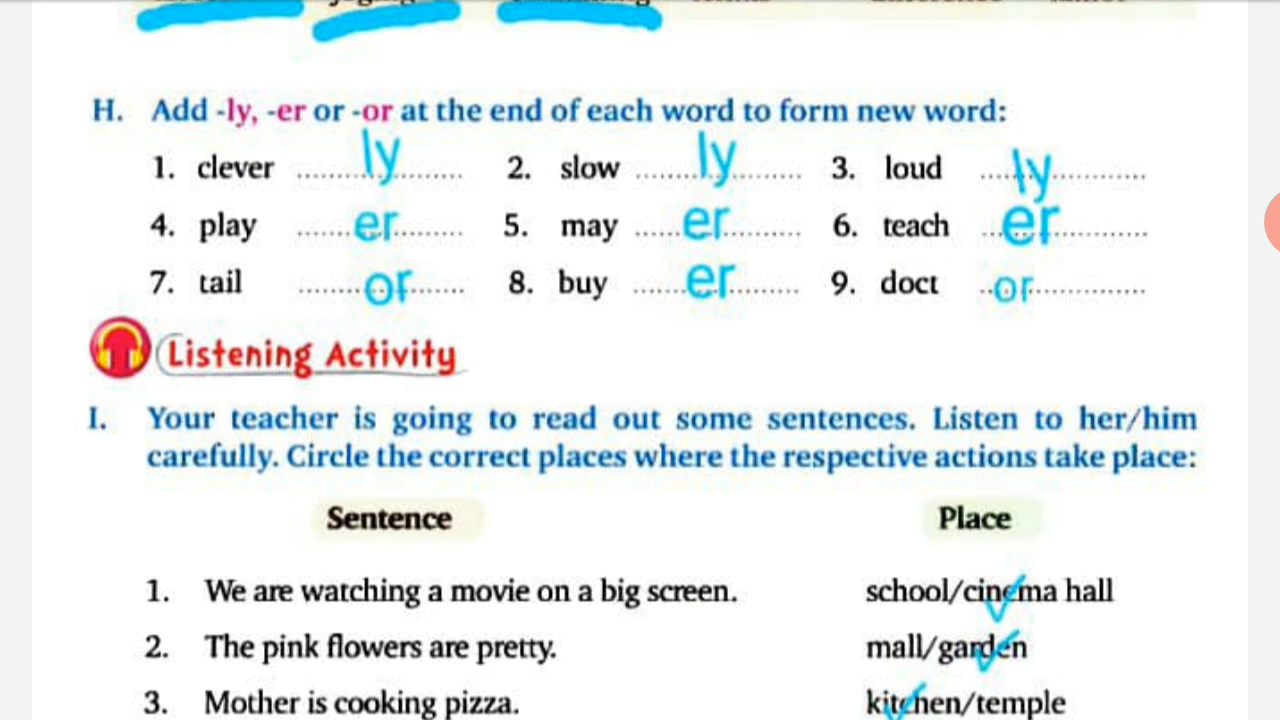 H. Add -ly, -er or -or at the end of each word to form new word:
1. clever ........ly........ 2. slow ........ly........ 3. loud .....ly............
4. play .......er......... 5. may ......er.......... 6. teach ..er............
7. tail ........or...... 8. buy ......er......... 9. doct ..or..............
Listening Activity
I. Your teacher is going to read out some sentences. Listen to her/him
carefully. Circle the correct places where the respective actions take place:
Sentence Place
1. We are watching a movie on a big screen. school/cinema hall
2. The pink flowers are pretty. mall/garden
3. Mother is cooking pizza. kitchen/temple